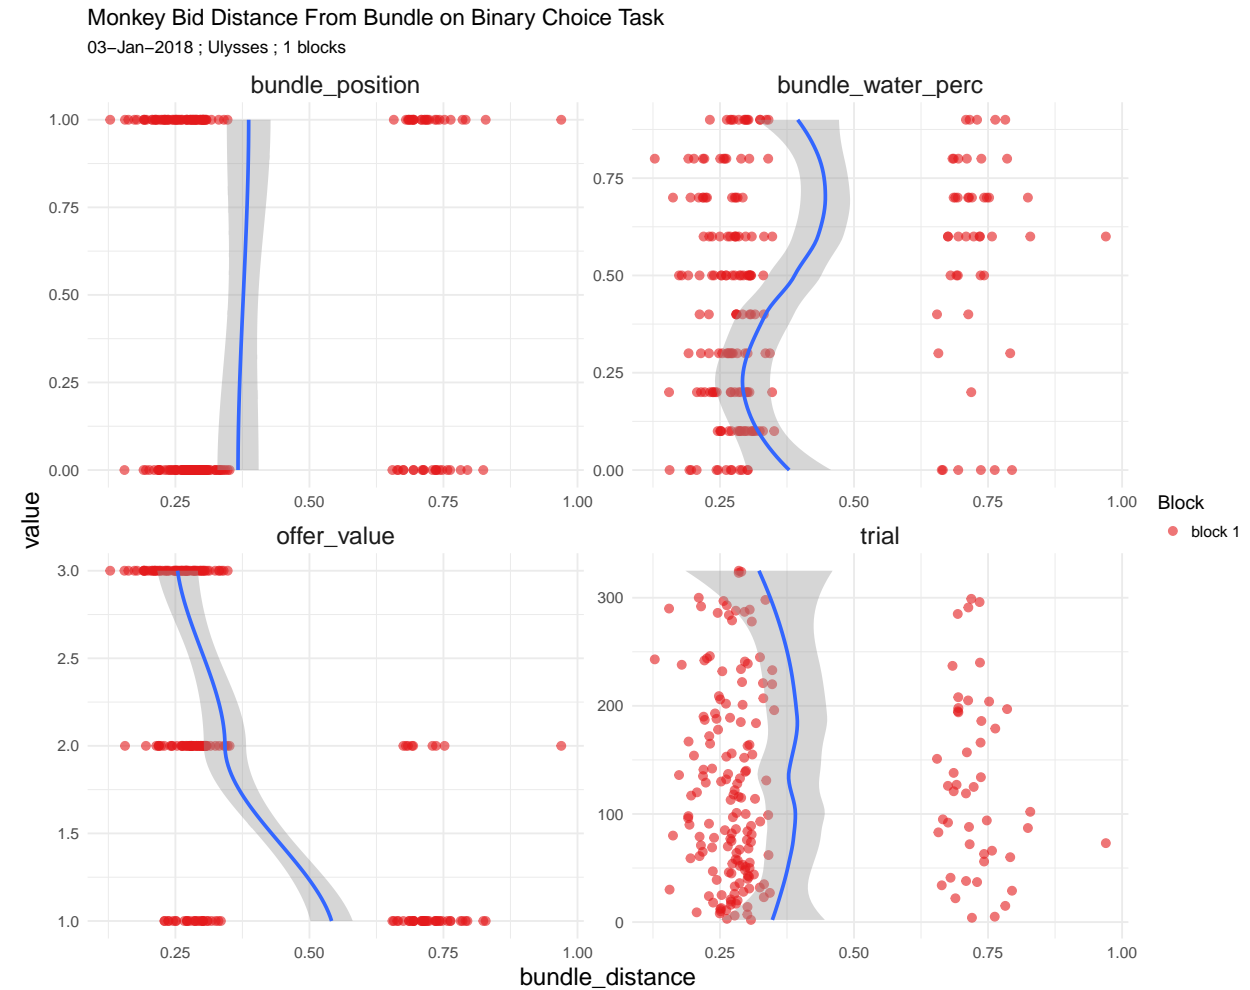 Monkey Bid Distance From Bundle on Binary Choice Task
03−Jan−2018 ; Ulysses ; 1 blocks
bundle_position
bundle_water_perc
1.00
0.75
0.50
0.25
0.00
0.75
0.50
0.25
0.00
0.25 0.50 0.75 1.00
0.25 0.50 0.75 1.00
value
offer_value
trial
3.0
2.5
2.0
1.5
1.0
300
200
100
0
0.25 0.50 0.75 1.00
0.25 0.50 0.75 1.00
bundle_distance
Block
block 1